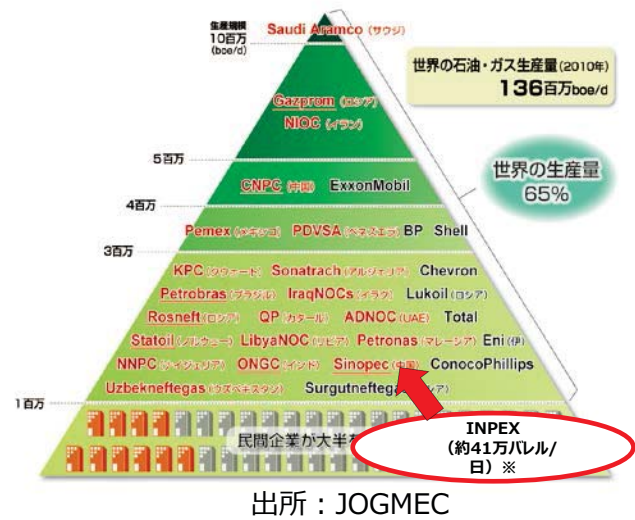 生産規模
10百万
(boe/d)
Saudi Aramco (サウジ)
世界の石油・ガス生産量(2010年)
136百万boe/d
Gazprom (ロシア)
NIOC (イラン)
5百万
世界の生産量
65%
CNPC (中国) ExxonMobil
4百万
Pemex (メキシコ) PDVSA (ベネズエラ) BP Shell
3百万
KPC (クウェート) Sonatrach (アルジェリア) Chevron
Petrobras (ブラジル) IraqNOCs (イラク) Lukoil (ロシア)
Rosneft (ロシア) QP (カタール) ADNOC (UAE) Total
Statoil (ノルウェー) LibyaNOC (リビア) Petronas (マレーシア) Eni (伊)
NNPC (ナイジェリア) ONGC (インド) Sinopec (中国) ConocoPhillips
Uzbekneftegas (ウズベキスタン) Surgutneftega シア)
1百万
民間企業が大半を
INPEX
(約41万バレル/
日)※
出所:JOGMEC